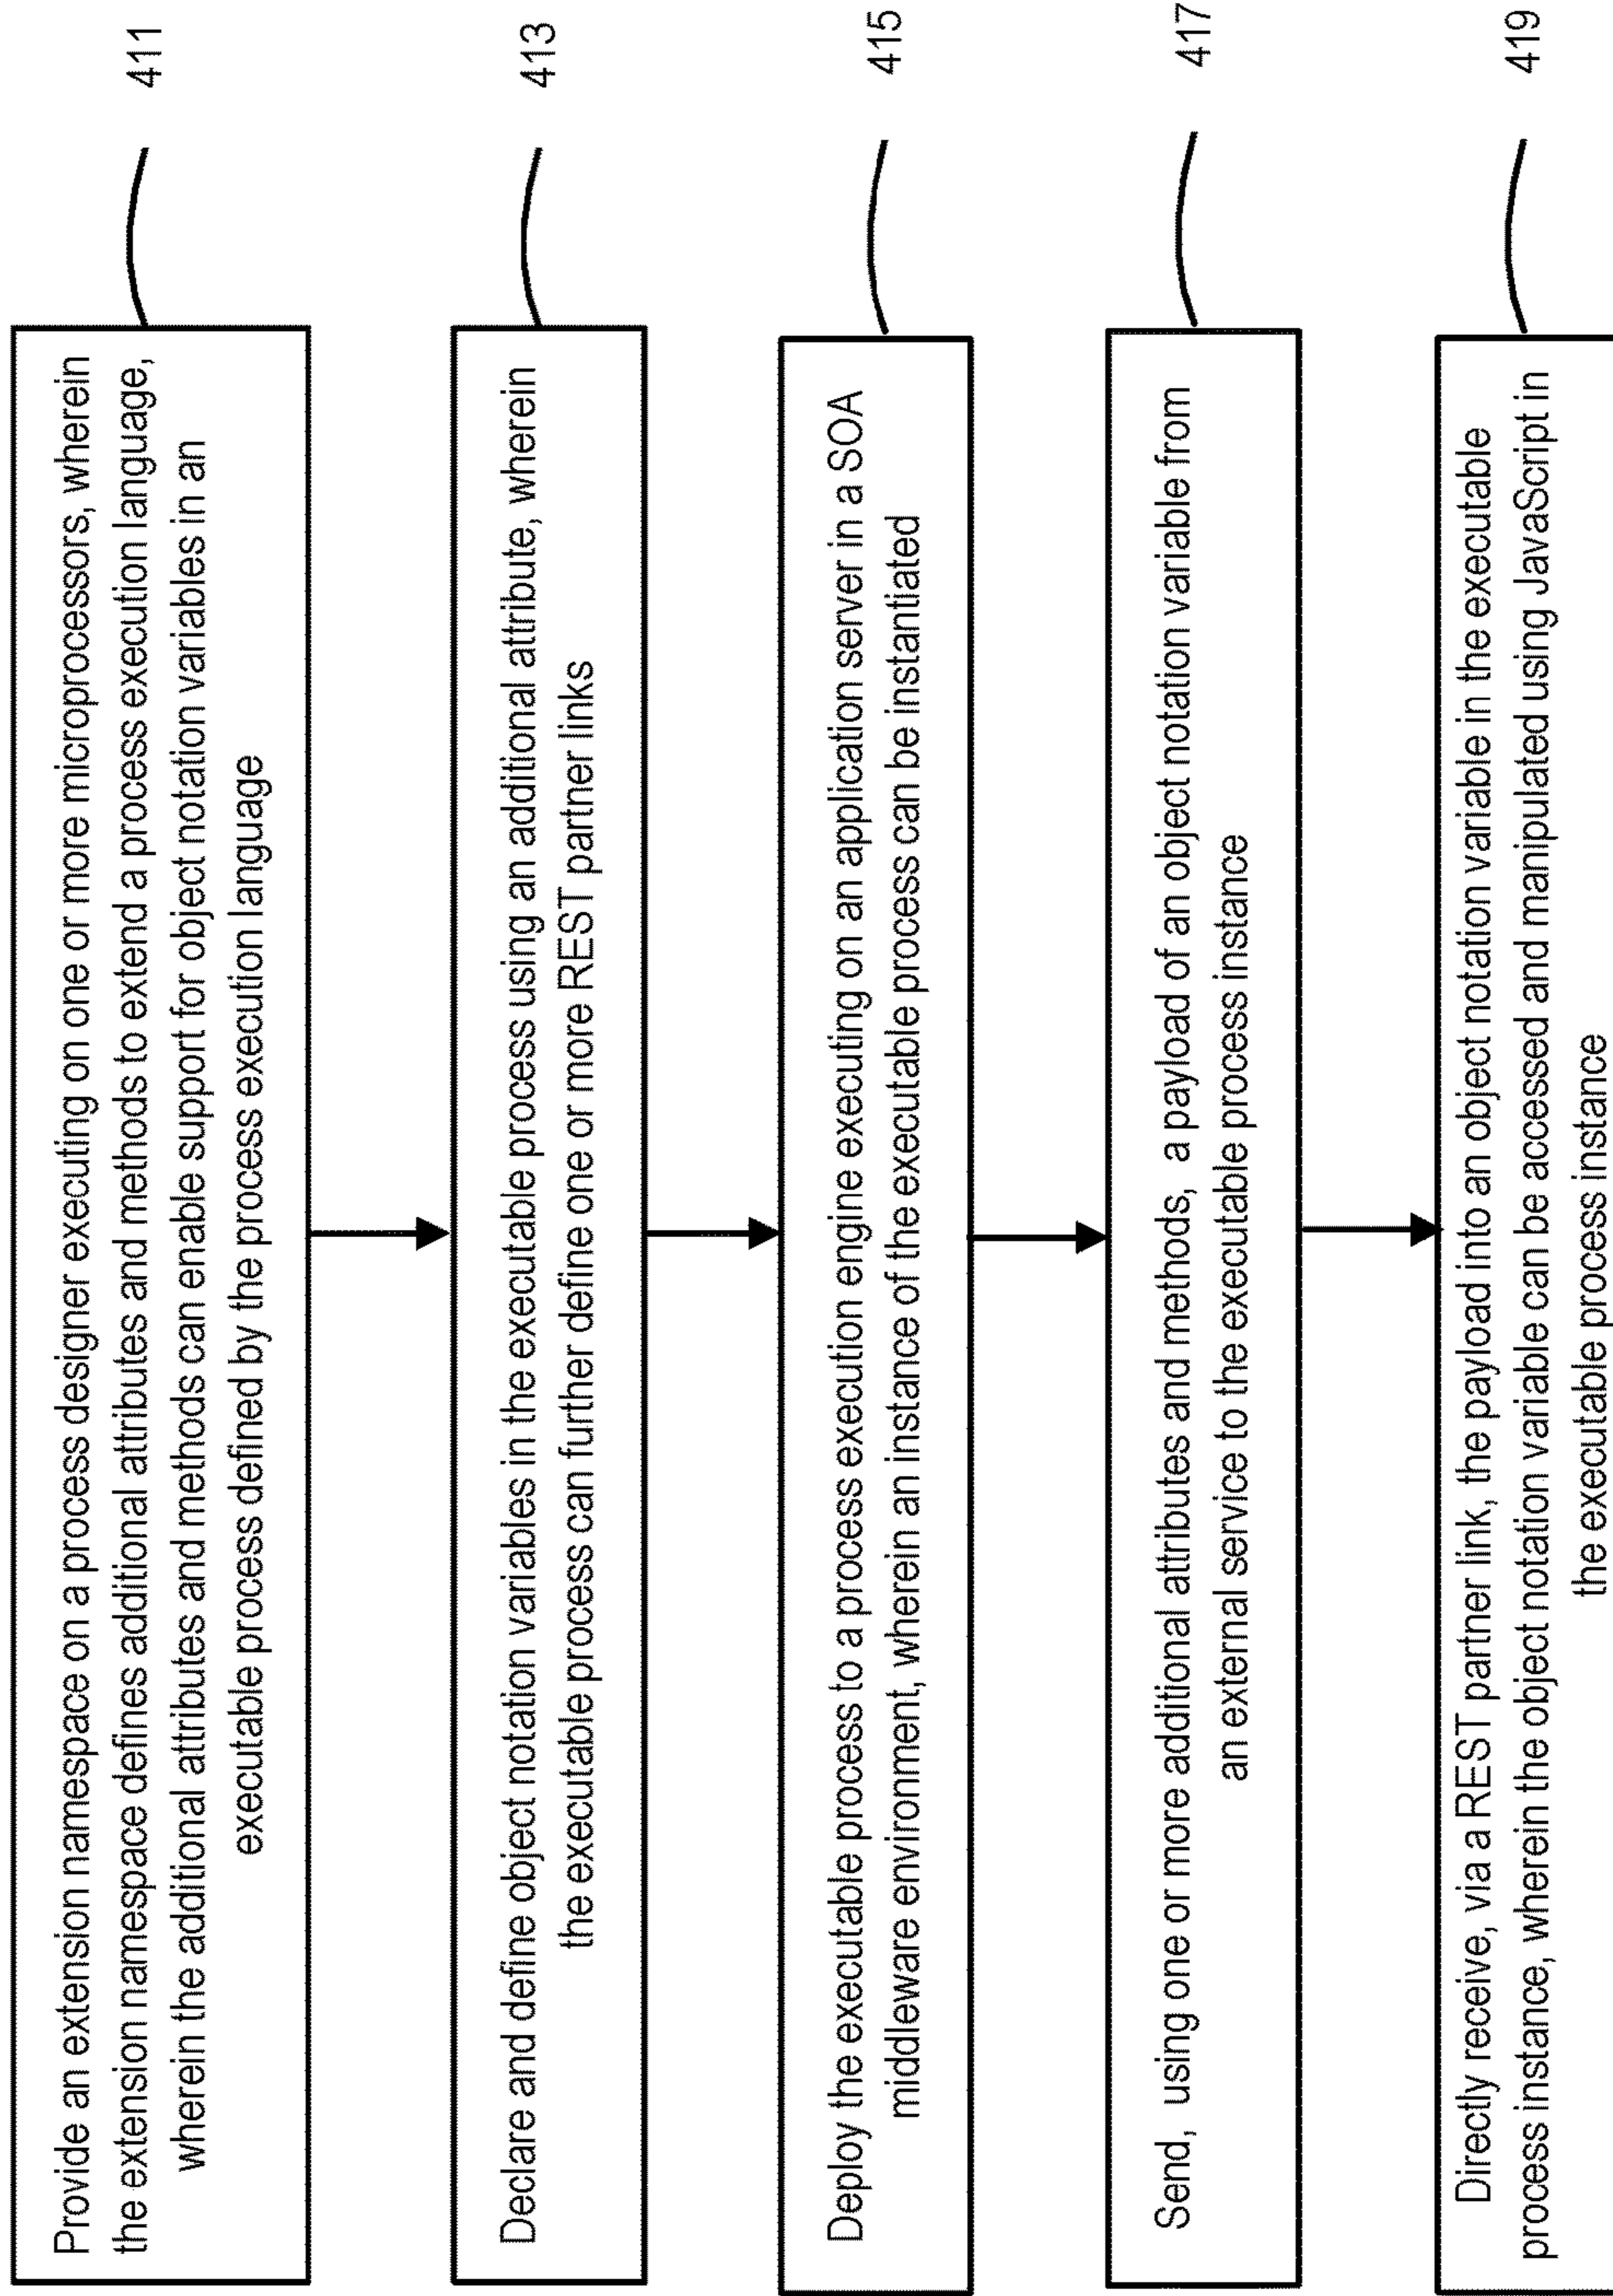 Provide an extension namespace on a process designer executing on one or more microprocessors, wherein
the extension namespace defines additional attributes and methods to extend a process execution language,
wherein the additional attributes and methods can enable support for object notation variables in an
executable process defined by the process execution language
411
Declare and define object notation variables in the executable process using an additional attribute, wherein
the executable process can further define one or more REST partner links
413
Deploy the executable process to a process execution engine executing on an application server in a SOA
middleware environment, wherein an instance of the executable process can be instantiated
415
Send, using one or more additional attributes and methods, a payload of an object notation variable from
an external service to the executable process instance
417
Directly receive, via a REST partner link, the payload into an object notation variable in the executable
process instance, wherein the object notation variable can be accessed and manipulated using JavaScript in
the executable process instance
419